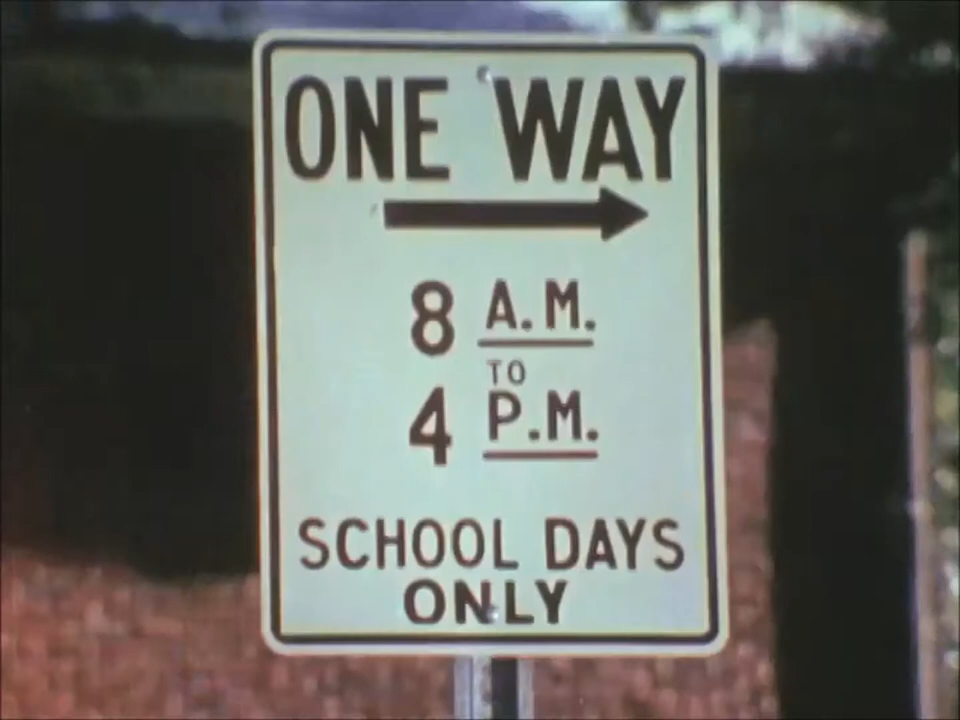 ONE WAY
8 A.M.
TO
4 P.M.
SCHOOL DAYS
ONLY